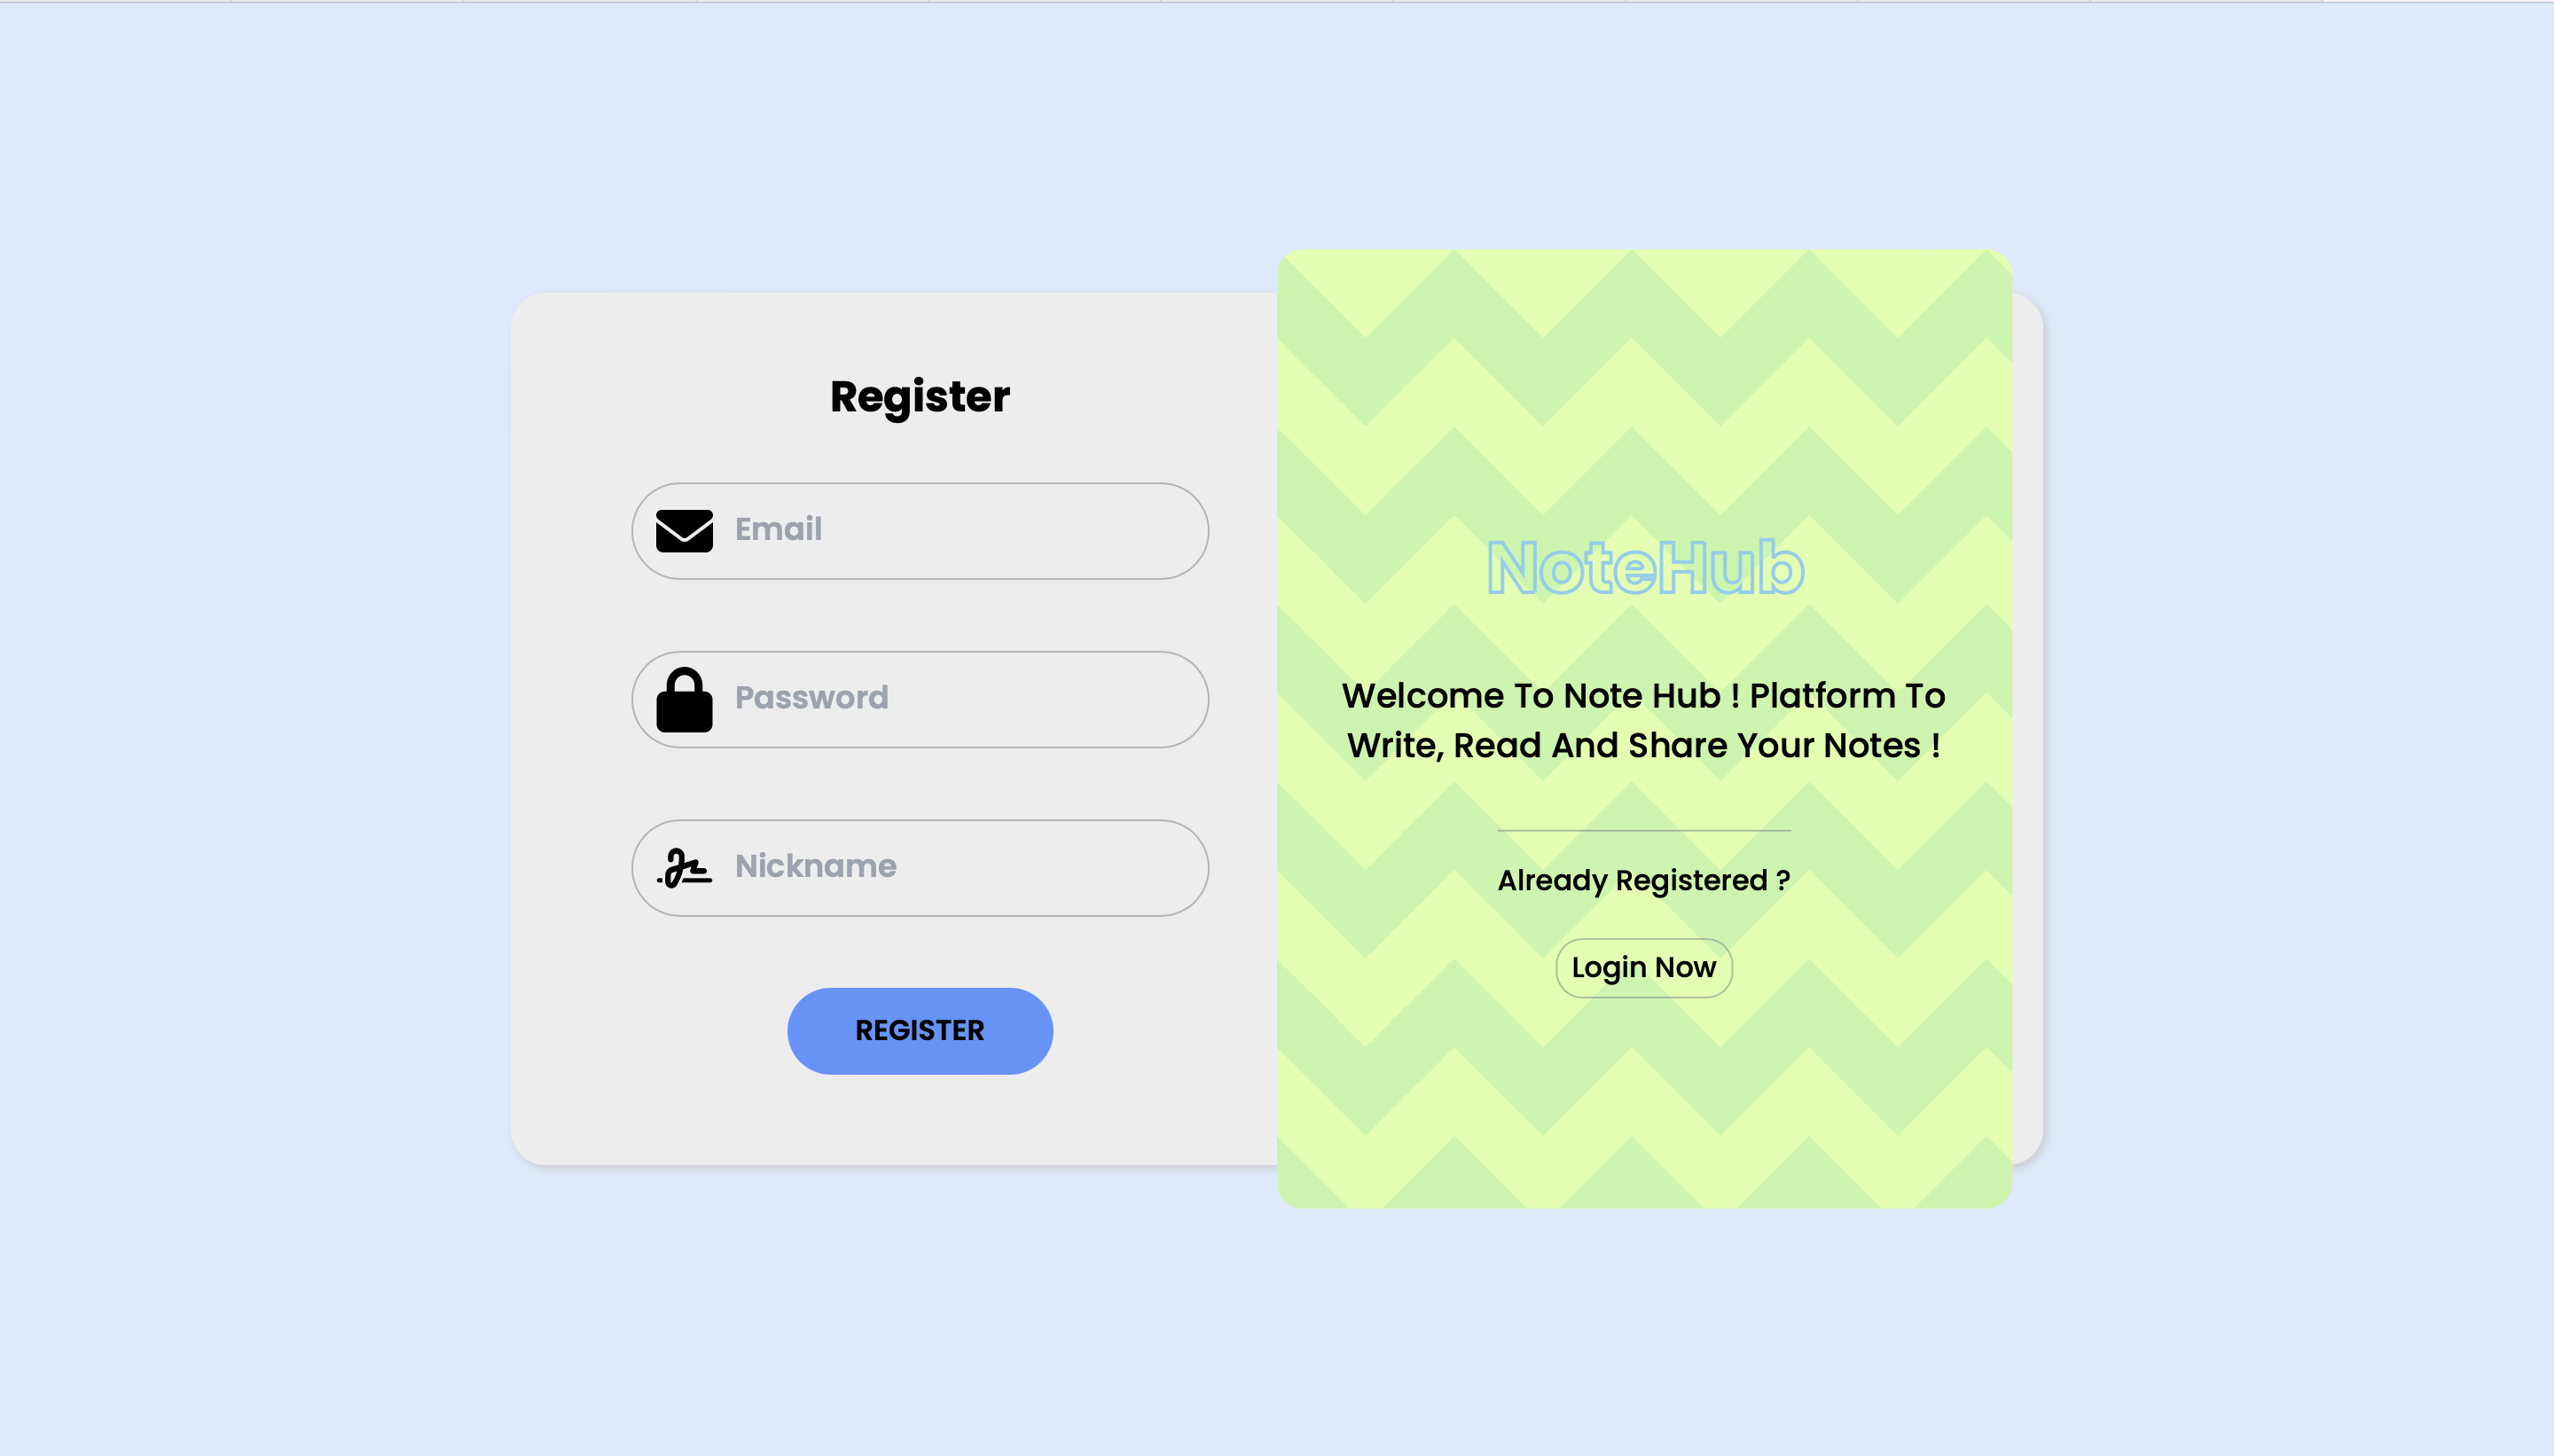 Register
Email
Password
Nickname
REGISTER
NoteHub
Welcome To Note Hub ! Platform To
Write, Read And Share Your Notes !
Already Registered ?
Login Now